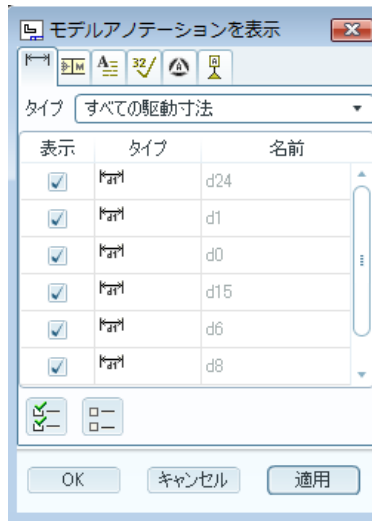 モデルアノテーションを表示
タイプ すべての駆動寸法
表示 タイプ 名前
d24
d1
d0
d15
d6
d8
OK キャンセル 適用